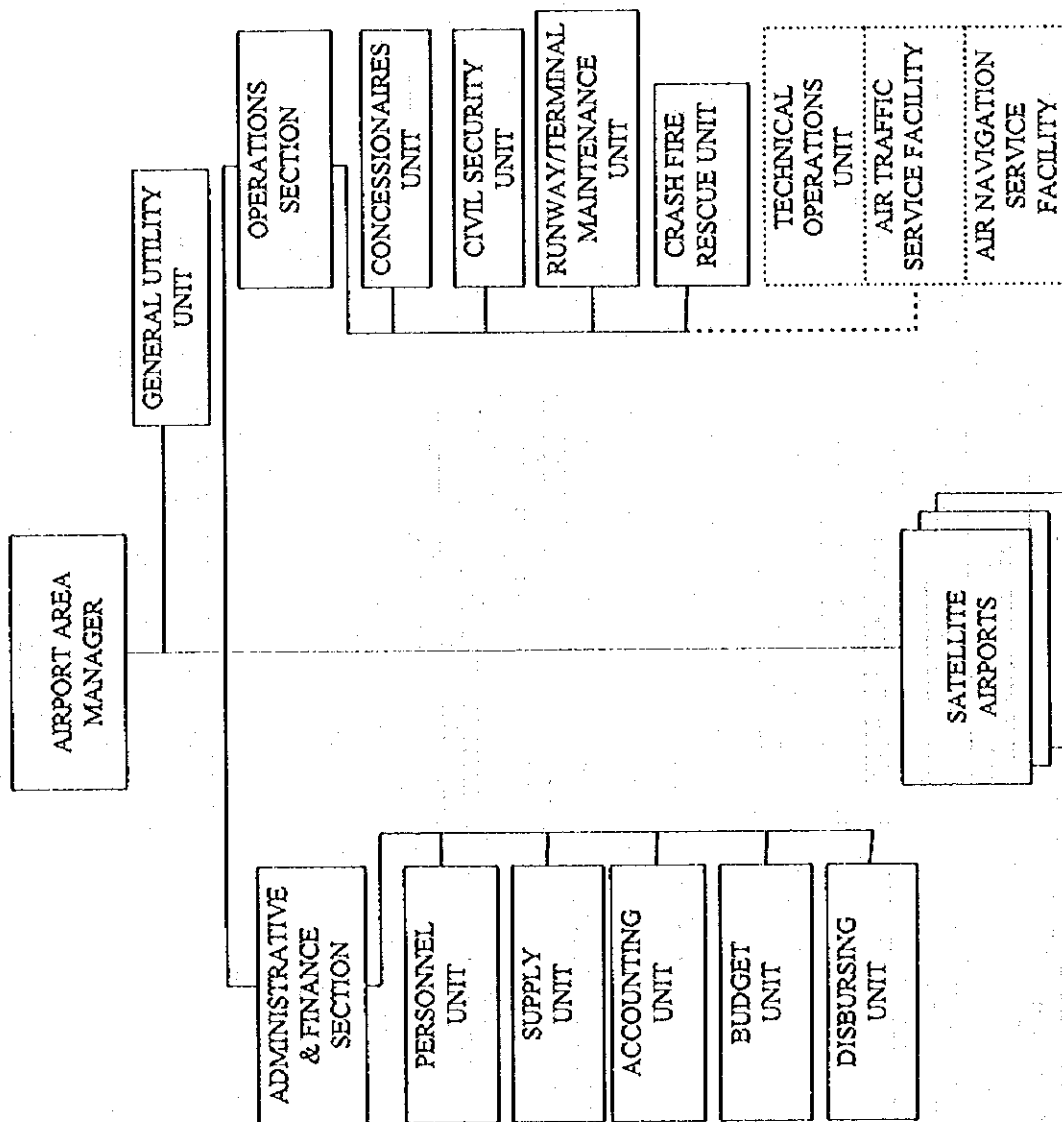 AIRPORT AREA
MANAGER
GENERAL UTILITY
UNIT
ADMINISTRATIVE
& FINANCE
SECTION
PERSONNEL
UNIT
SUPPLY
UNIT
ACCOUNTING
UNIT
BUDGET
UNIT
DISBURSING
UNIT
OPERATIONS
SECTION
CONCESSIONAIRES
UNIT
CIVIL SECURITY
UNIT
RUNWAY/TERMINAL
MAINTENANCE
UNIT
CRASH FIRE
RESCUE UNIT
TECHNICAL
OPERATIONS
UNIT
AIR TRAFFIC
SERVICE FACILITY
AIR NAVIGATION
SERVICE
FACILITY
SATELLITE
AIRPORTS